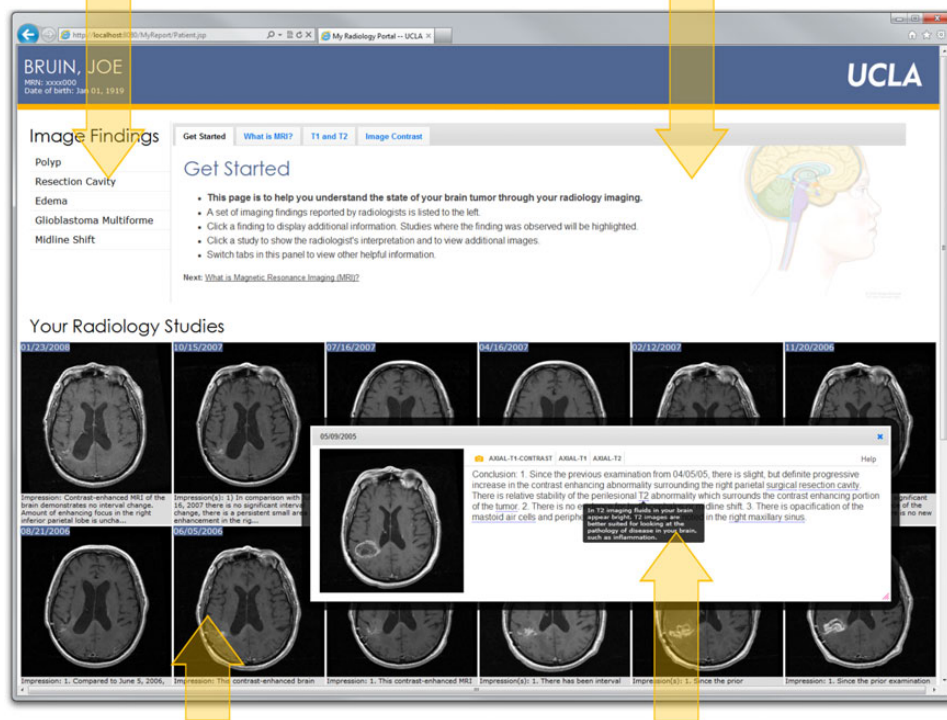 http://localhost:8080/MyReport/Patient.jsp
My Radiology Portal -- UCLA
BRUIN, JOE
MRN: xxxx000
Date of birth: Jan 01, 1919
UCLA
Image Findings
Polyp
Resection Cavity
Edema
Glioblastoma Multiforme
Midline Shift
Get Started What is MRI? T1 and T2 Image Contrast
Get Started
• This page is to help you understand the state of your brain tumor through your radiology imaging.
• A set of imaging findings reported by radiologists is listed to the left.
• Click a finding to display additional information. Studies where the finding was observed will be highlighted.
• Click a study to show the radiologist's interpretation and to view additional images.
• Switch tabs in this panel to view other helpful information.
Next: What is Magnetic Resonance Imaging (MRI)?
Your Radiology Studies
01/23/2008 10/15/2007 07/16/2007 04/16/2007 02/12/2007 11/20/2006
05/09/2005
AXIAL-T1-CONTRAST AXIAL-T1 AXIAL-T2 Help
Conclusion: 1. Since the previous examination from 04/05/05, there is slight, but definite progressive
increase in the contrast enhancing abnormality surrounding the right parietal surgical resection cavity.
There is relative stability of the perilesional T2 abnormality which surrounds the contrast enhancing portion
of the tumor. 2. There is no e dline shift. 3. There is opacification of the
mastoid air cells and periphe in the right maxillary sinus.
In T2 imaging fluids in your brain
appear bright. T2 images are
better suited for looking at the
pathology of disease in your brain,
such as inflammation.
Impression: Contrast-enhanced MRI of the
brain demonstrates no interval change.
Amount of enhancing focus in the right
inferior parietal lobe is uncha...
Impression(s): 1) In comparison with
16, 2007 there is no significant interval
change, there is a persistent small area
enhancement in the rig...
gnificant
of the
is no new
08/21/2006 06/05/2006
Impression: 1. Compared to June 5, 2006,
Impression: This contrast-enhanced brain
Impression: 1. This contrast-enhanced MRI
Impression(s): 1. There has been interval
Impression(s): 1. Since the prior
Impression: 1. Since the prior examination